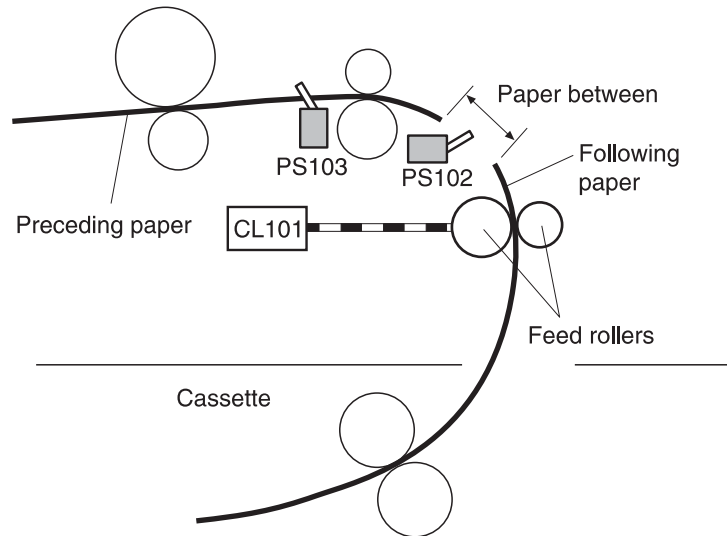 Paper between
PS103
PS102
Following
paper
Preceding paper
CL101
Feed rollers
Cassette